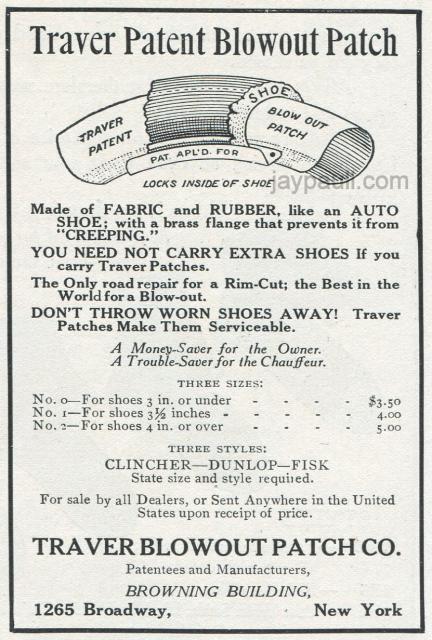 Traver Patent Blowout Patch
TRAVER
PATENT
SHOE
BLOW OUT
PATCH
PAT. APL'D. FOR
LOCKS INSIDE OF SHOE
jaypaull.com
Made of FABRIC and RUBBER, like an AUTO
SHOE; with a brass flange that prevents it from
"CREEPING."
YOU NEED NOT CARRY EXTRA SHOES If you
carry Traver Patches.
The Only road repair for a Rim-Cut; the Best in the
World for a Blow-out.
DON'T THROW WORN SHOES AWAY! Traver
Patches Make Them Serviceable.
A Money-Saver for the Owner.
A Trouble-Saver for the Chauffeur.
THREE SIZES:
No. 0—For shoes 3 in. or under - - - - $3.50
No. 1—For shoes 3½ inches - - - - - 4.00
No. 2—For shoes 4 in. or over - - - - 5.00
THREE STYLES:
CLINCHER—DUNLOP—FISK
State size and style required.
For sale by all Dealers, or Sent Anywhere in the United
States upon receipt of price.
TRAVER BLOWOUT PATCH CO.
Patentees and Manufacturers,
BROWNING BUILDING,
1265 Broadway, New York